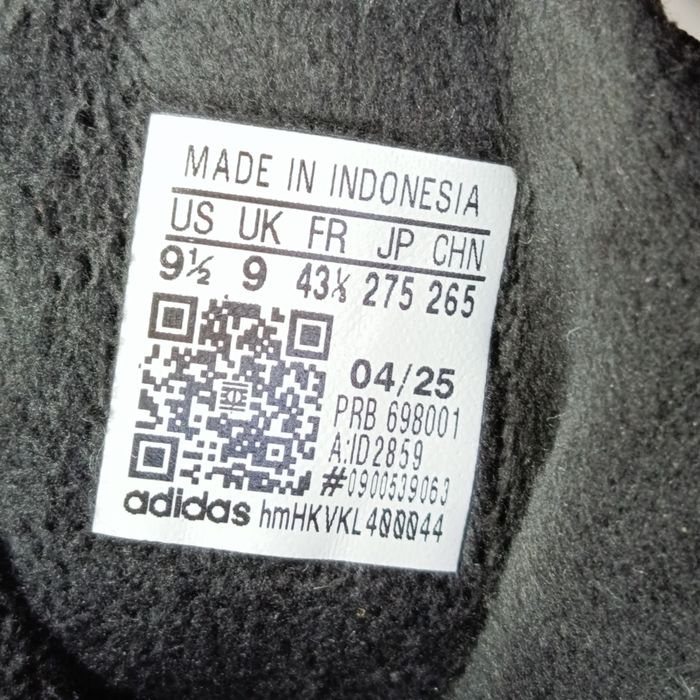 MADE IN INDONESIA
US UK FR JP CHN
9½ 9 43⅓ 275 265
04/25
PRB 698001
A:ID2859
#0900539063
adidas hmHKVKL400044